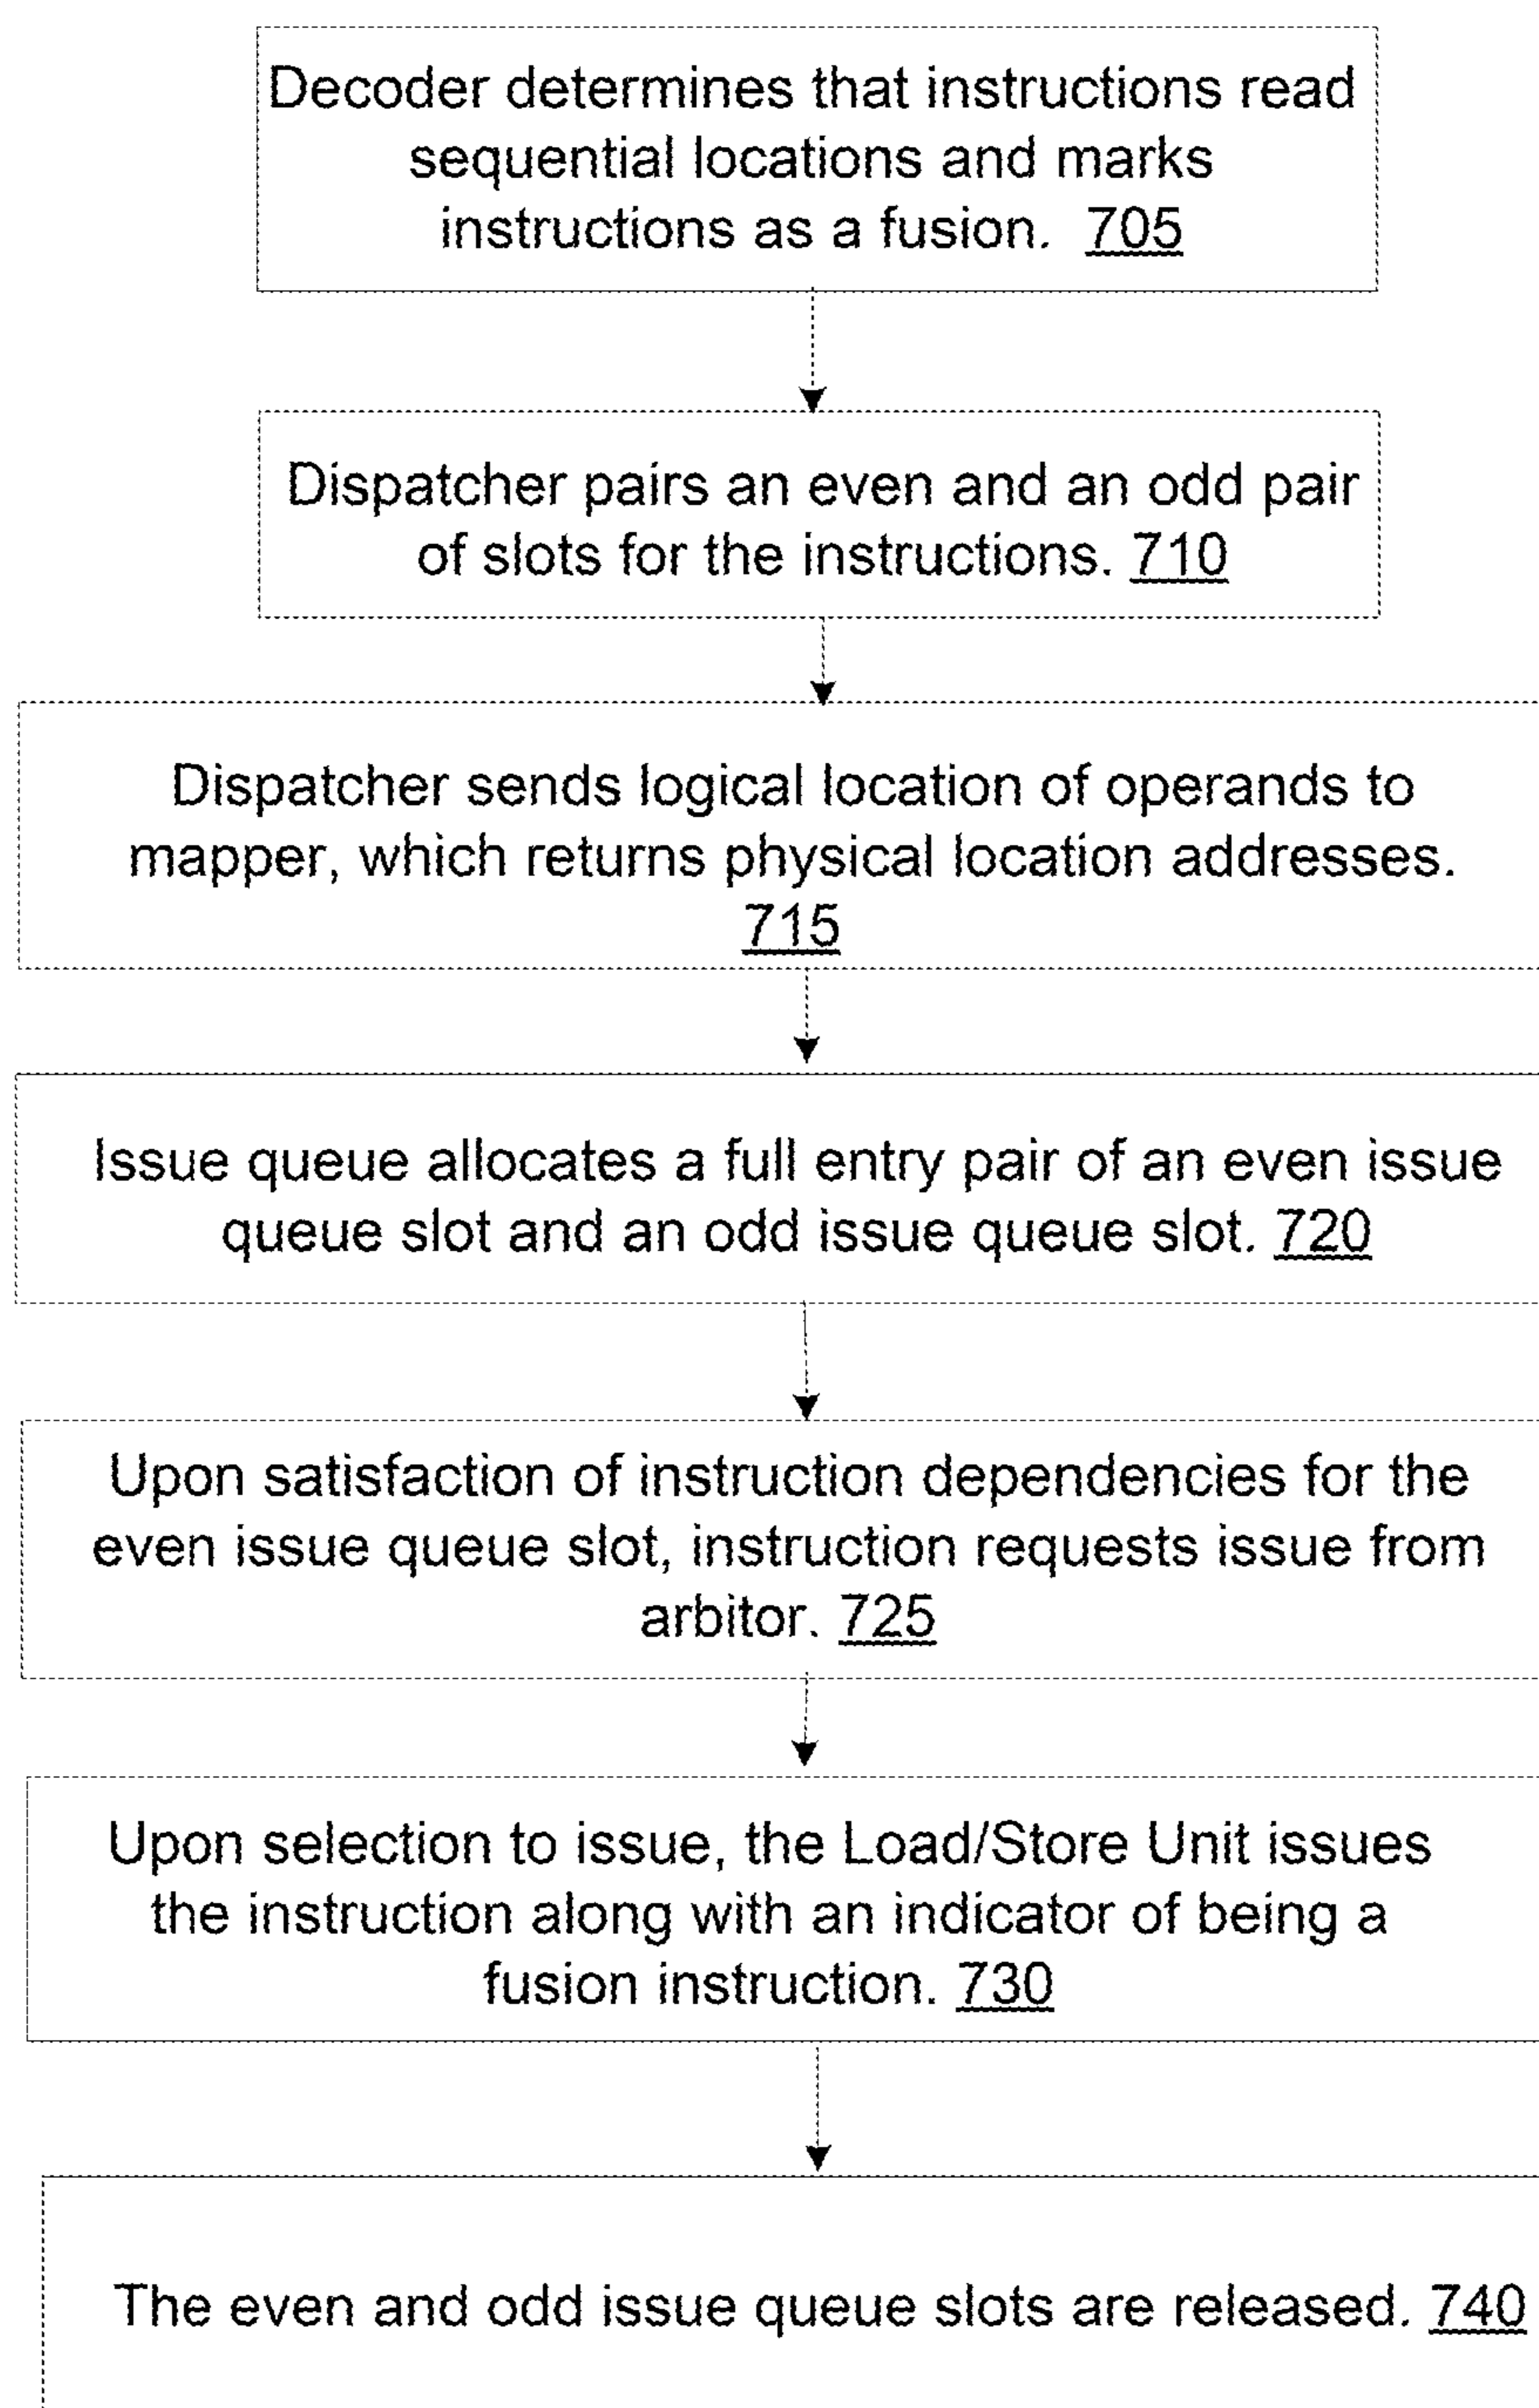 Decoder determines that instructions read
sequential locations and marks
instructions as a fusion. 705
Dispatcher pairs an even and an odd pair
of slots for the instructions. 710
Dispatcher sends logical location of operands to
mapper, which returns physical location addresses.
715
Issue queue allocates a full entry pair of an even issue
queue slot and an odd issue queue slot. 720
Upon satisfaction of instruction dependencies for the
even issue queue slot, instruction requests issue from
arbitor. 725
Upon selection to issue, the Load/Store Unit issues
the instruction along with an indicator of being a
fusion instruction. 730
The even and odd issue queue slots are released. 740